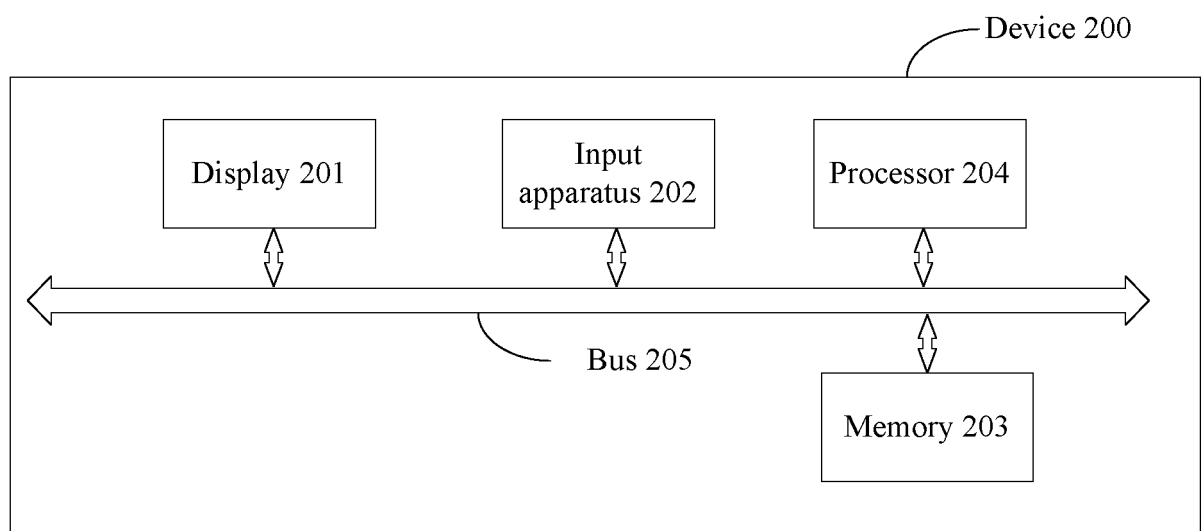 Device 200
Display 201
Input
apparatus 202
Processor 204
Bus 205
Memory 203